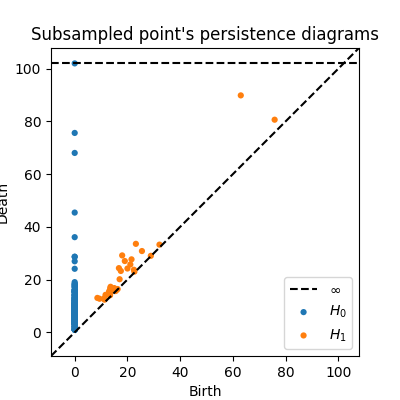 Subsampled point's persistence diagrams
Death
100
80
60
40
20
0
∞
H₀
H₁
0 20 40 60 80 100
Birth